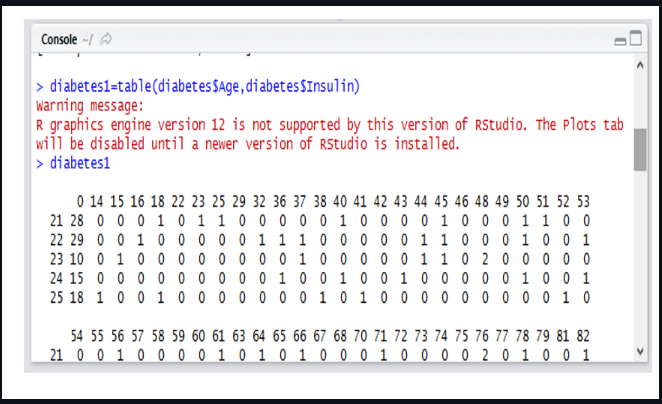 Console ~/
> diabetes1=table(diabetes$Age,diabetes$Insulin)
Warning message:
R graphics engine version 12 is not supported by this version of RStudio. The Plots tab
will be disabled until a newer version of RStudio is installed.
> diabetes1
0 14 15 16 18 22 23 25 29 32 36 37 38 40 41 42 43 44 45 46 48 49 50 51 52 53
21 28 0 0 0 1 0 1 1 0 0 0 0 0 1 0 0 0 0 1 0 0 0 1 1 0 0
22 29 0 0 1 0 0 0 0 0 1 1 1 0 0 0 0 0 1 1 0 0 0 1 0 0 1
23 10 0 1 0 0 0 0 0 0 0 0 1 0 0 0 0 0 1 1 0 2 0 0 0 0 0
24 15 0 0 0 0 0 0 0 0 0 1 0 0 1 0 0 1 0 0 0 0 0 1 0 0 1
25 18 1 0 0 1 0 0 0 0 0 0 0 1 0 1 0 0 0 0 0 0 0 0 0 1 0
54 55 56 57 58 59 60 61 63 64 65 66 67 68 70 71 72 73 74 75 76 77 78 79 81 82
21 0 0 1 0 0 0 0 1 0 1 0 1 0 0 0 1 0 0 0 0 2 0 1 0 0 1